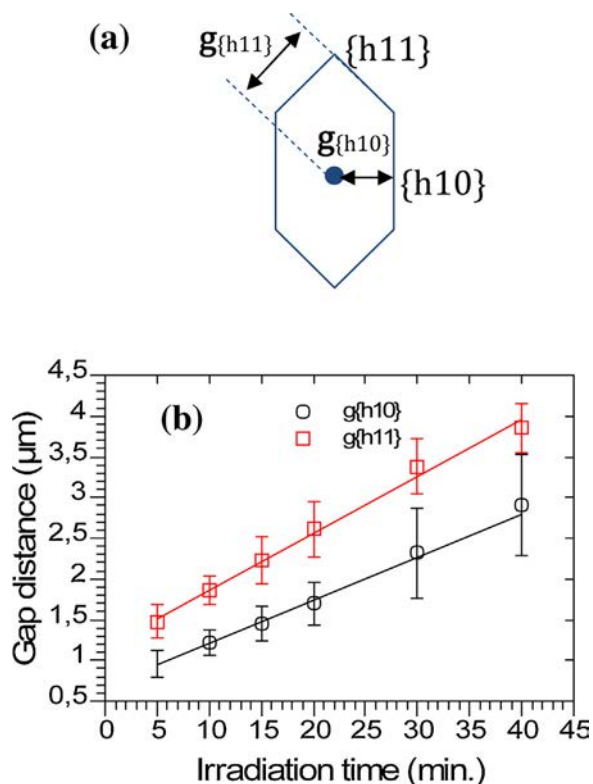 (a)
g{h11}
{h11}
g{h10}
{h10}
(b)
g{h10}
g{h11}
Gap distance (µm)
4,5
4
3,5
3
2,5
2
1,5
1
0,5
0 5 10 15 20 25 30 35 40 45
Irradiation time (min.)